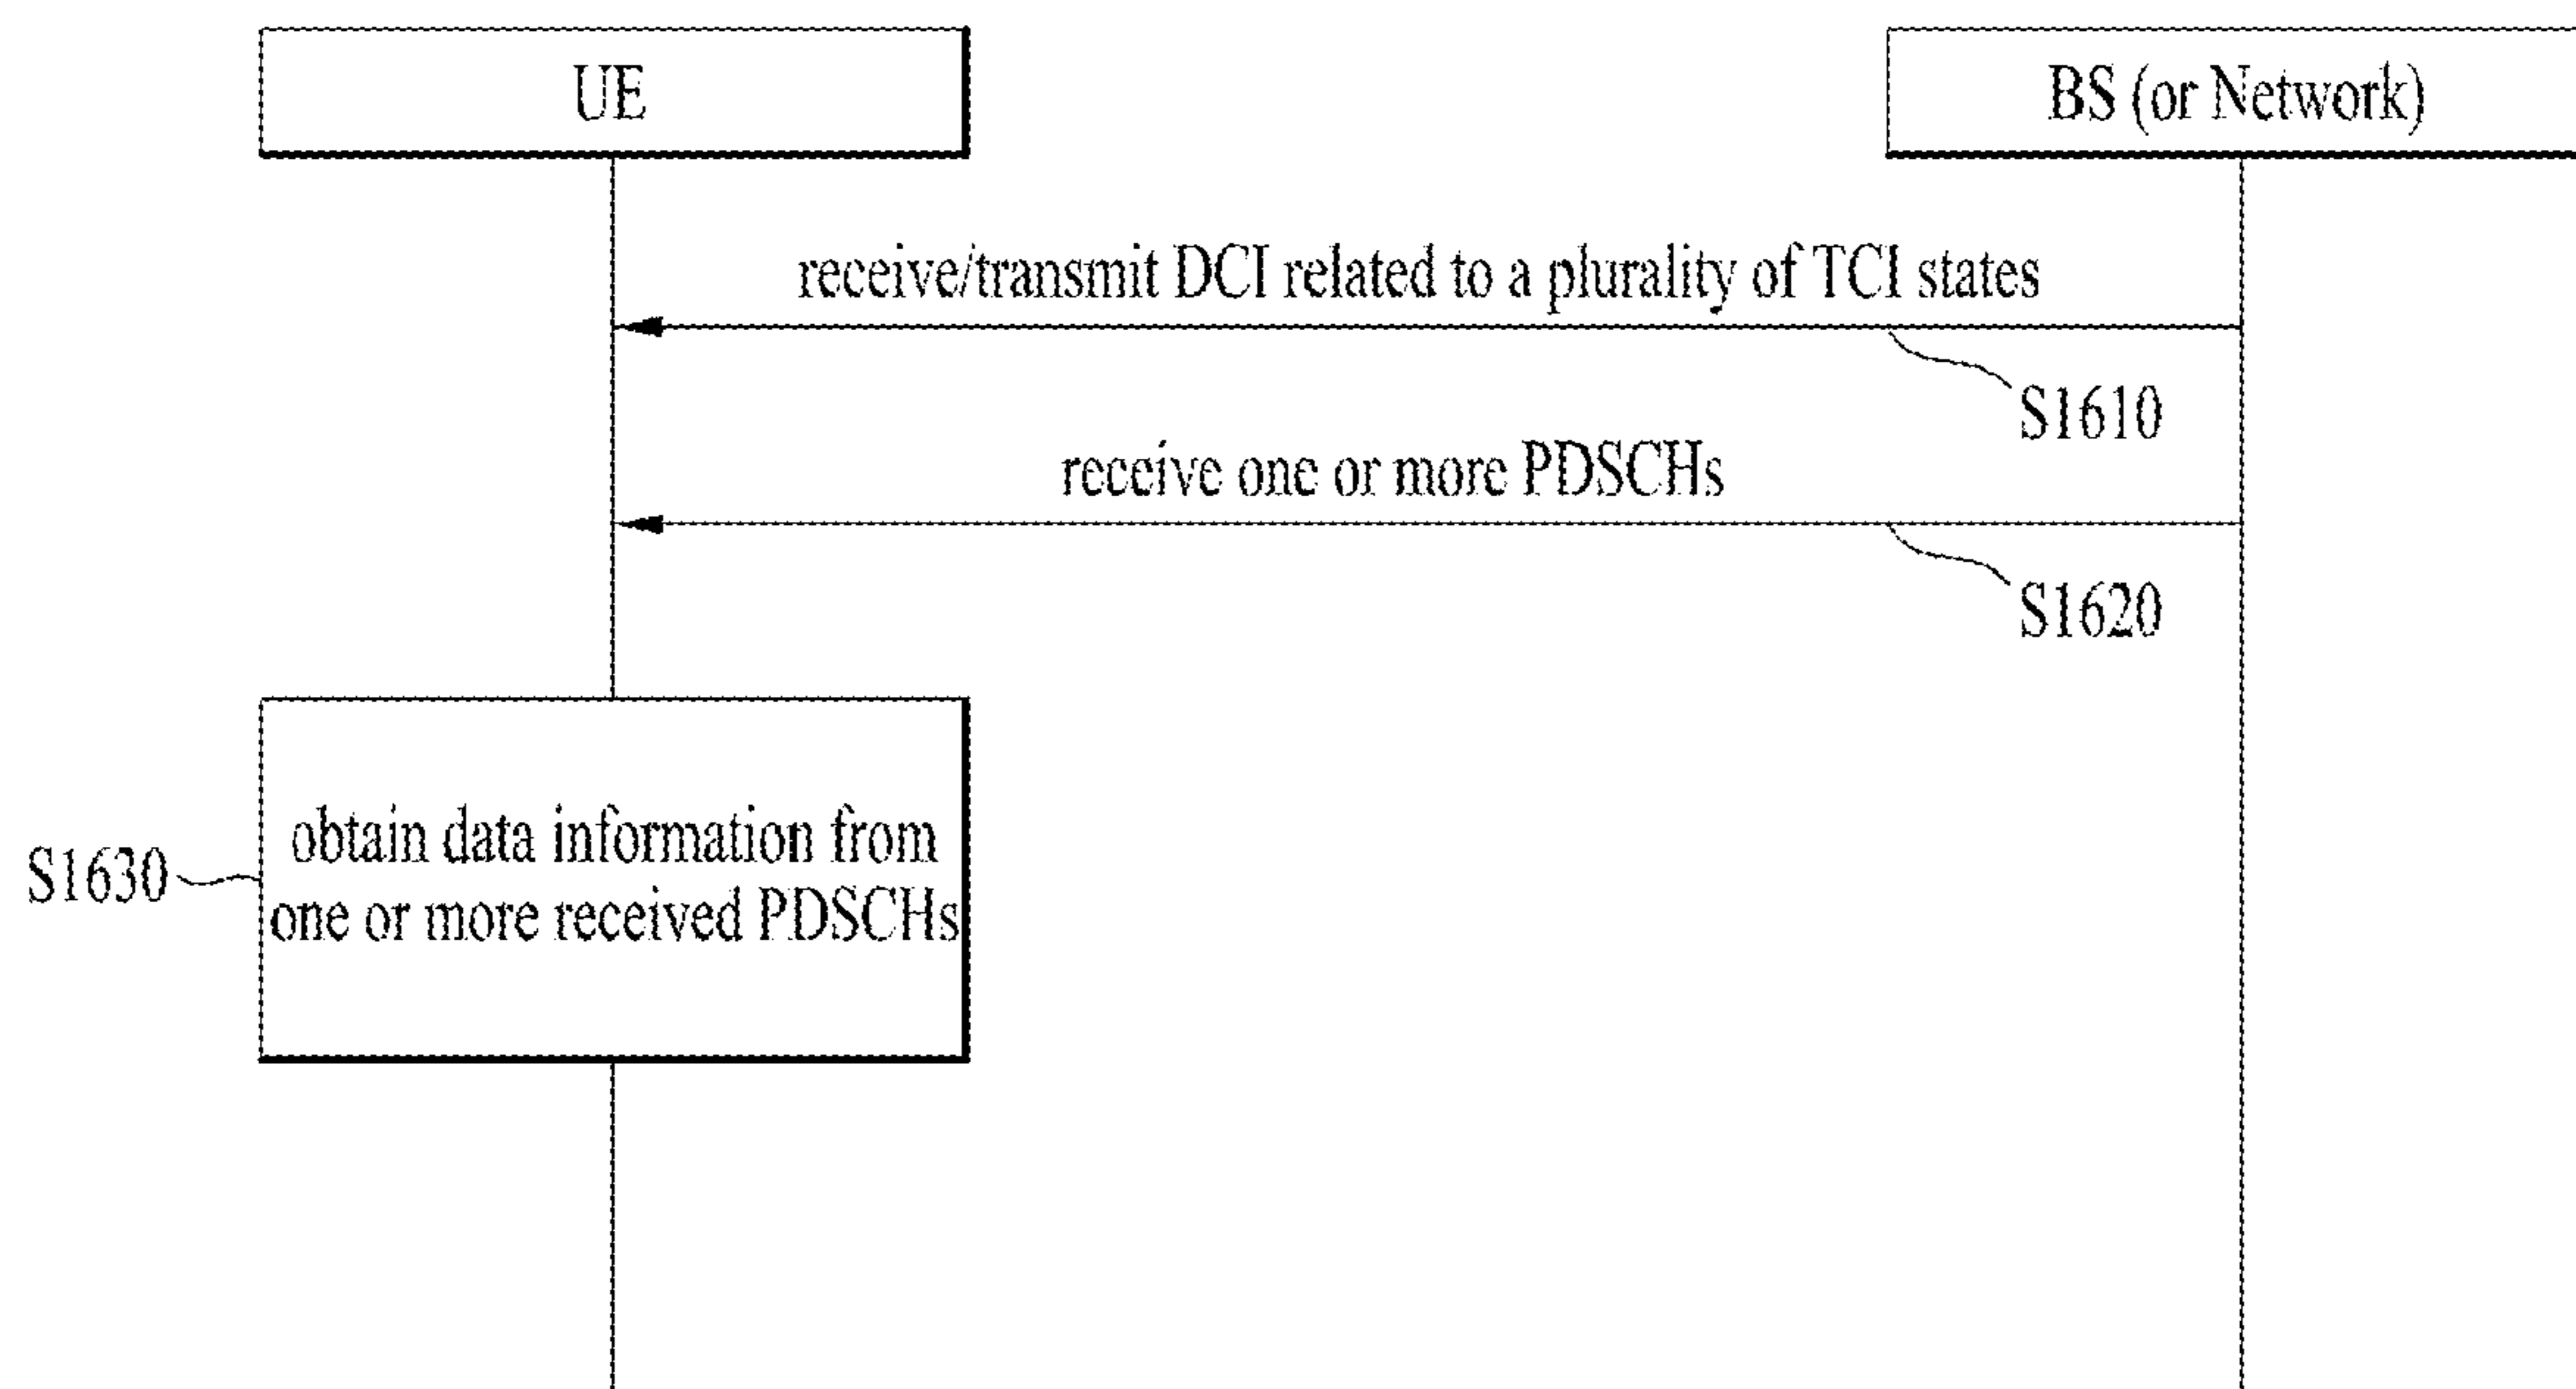 UE
BS (or Network)
receive/transmit DCI related to a plurality of TCI states
S1610
receive one or more PDSCHs
S1620
S1630
obtain data information from
one or more received PDSCHs